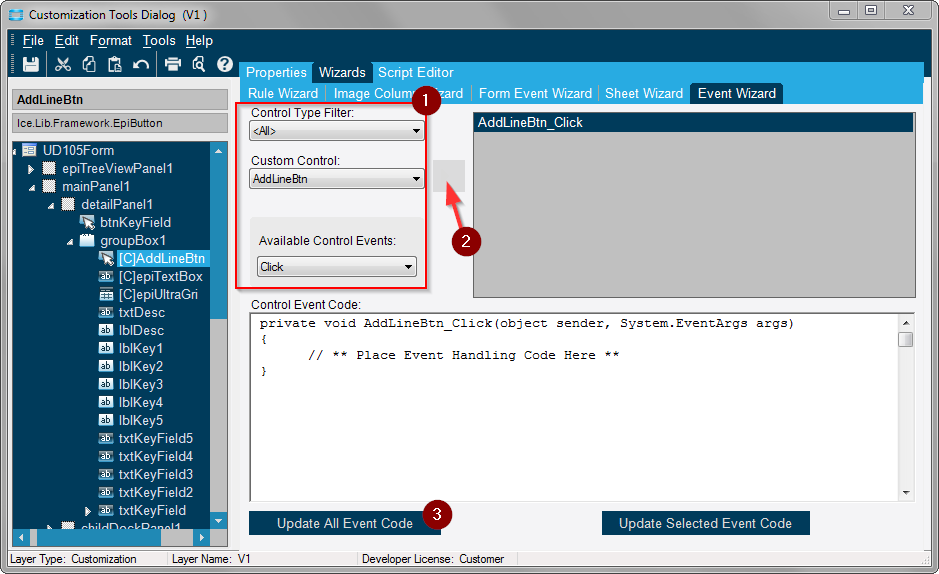 Customization Tools Dialog (V1 )
File Edit Format Tools Help
Properties Wizards Script Editor
Rule Wizard Image Colum izard Form Event Wizard Sheet Wizard Event Wizard
1
AddLineBtn
Ice.Lib.Framework.EpiButton
UD105Form
epiTreeViewPanel1
mainPanel1
detailPanel1
btnKeyField
groupBox1
[C]AddLineBtn
[C]epiTextBox
[C]epiUltraGri
txtDesc
lblDesc
lblKey1
lblKey2
lblKey3
lblKey4
lblKey5
txtKeyField5
txtKeyField4
txtKeyField3
txtKeyField2
txtKeyField
childDockPanel1
Control Type Filter:
<All>
Custom Control:
AddLineBtn
Available Control Events:
Click
2
AddLineBtn_Click
Control Event Code:
private void AddLineBtn_Click(object sender, System.EventArgs args)
{
// ** Place Event Handling Code Here **
}
Update All Event Code
3
Update Selected Event Code
Layer Type: Customization Layer Name: V1 Developer License: Customer